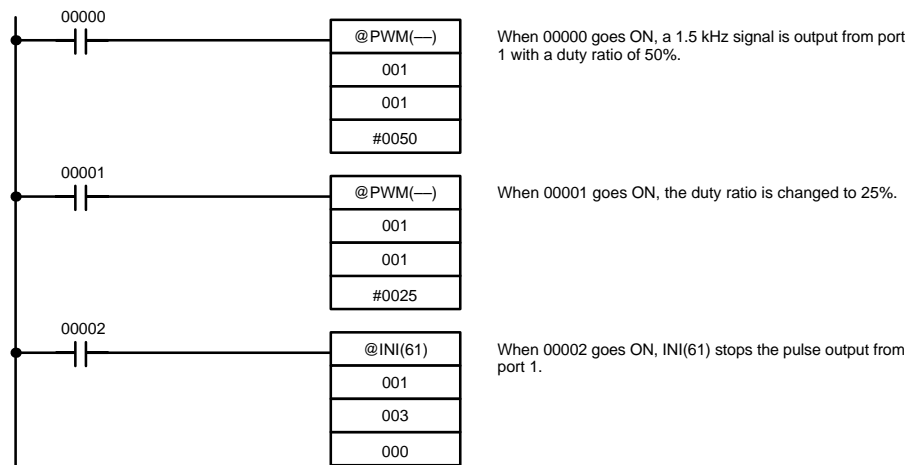 00000
@PWM(––)
001
001
#0050
When 00000 goes ON, a 1.5 kHz signal is output from port
1 with a duty ratio of 50%.
00001
@PWM(––)
001
001
#0025
When 00001 goes ON, the duty ratio is changed to 25%.
00002
@INI(61)
001
003
000
When 00002 goes ON, INI(61) stops the pulse output from
port 1.